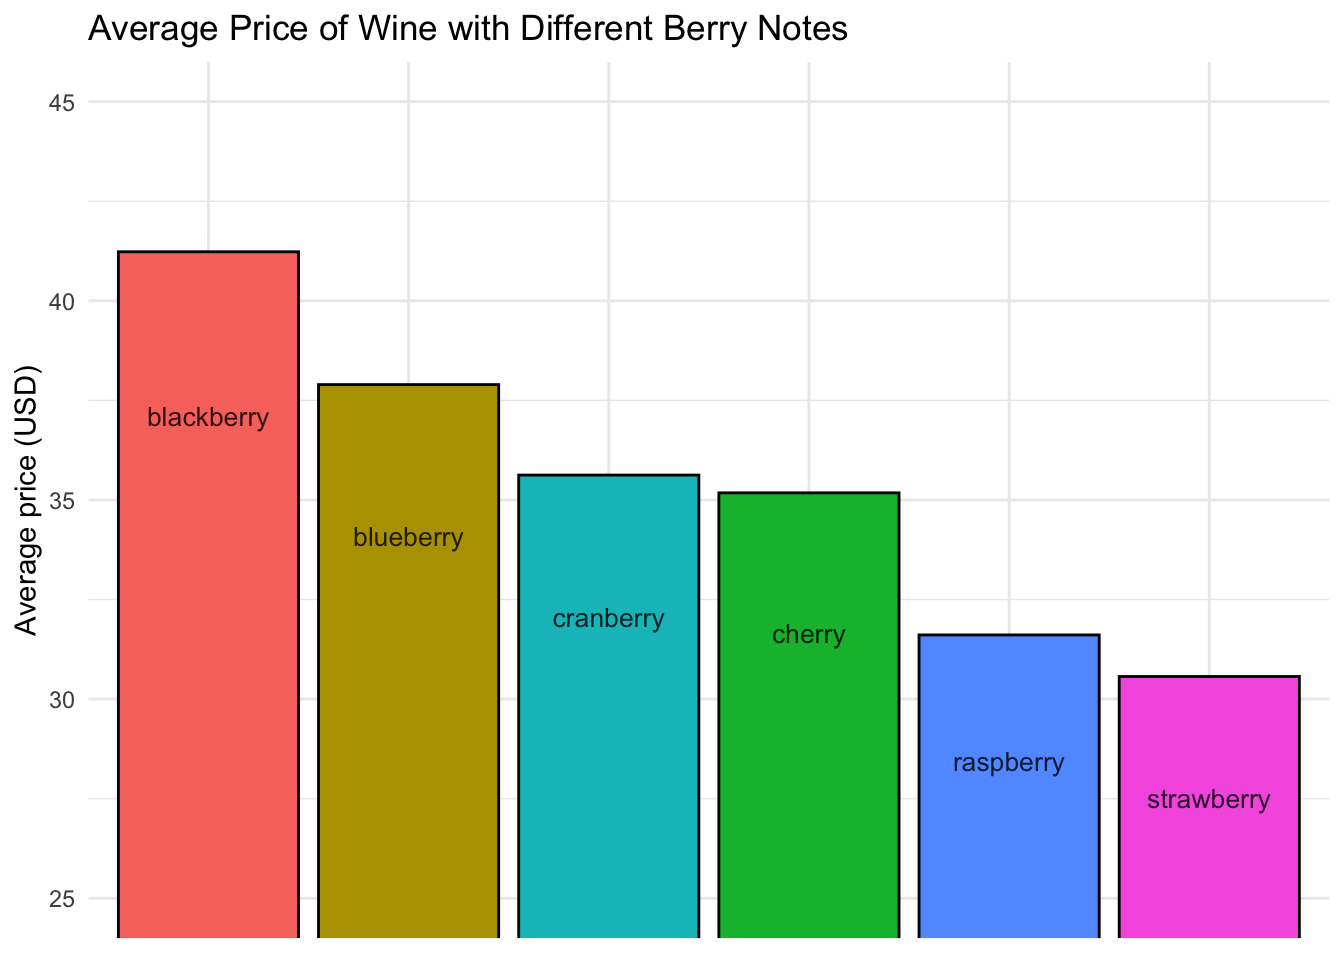 Average Price of Wine with Different Berry Notes
Average price (USD)
45
40
35
30
25
blackberry
blueberry
cranberry
cherry
raspberry
strawberry